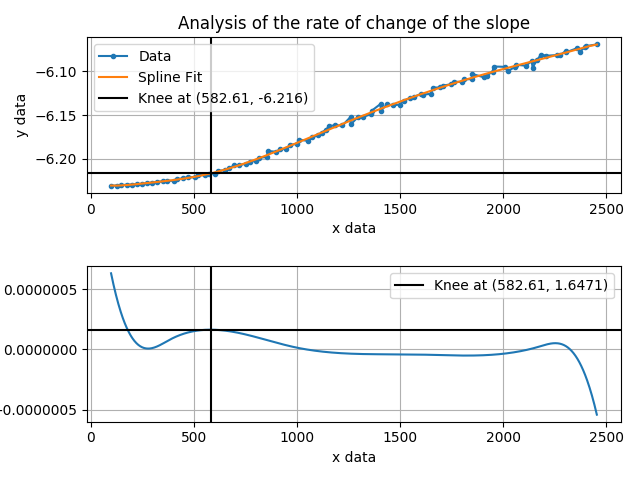 Analysis of the rate of change of the slope
−6.10
−6.15
−6.20
y data
Data
Spline Fit
Knee at (582.61, -6.216)
0 500 1000 1500 2000 2500
x data
0.0000005
0.0000000
0.0000005
Knee at (582.61, 1.6471)
0 500 1000 1500 2000 2500
x data